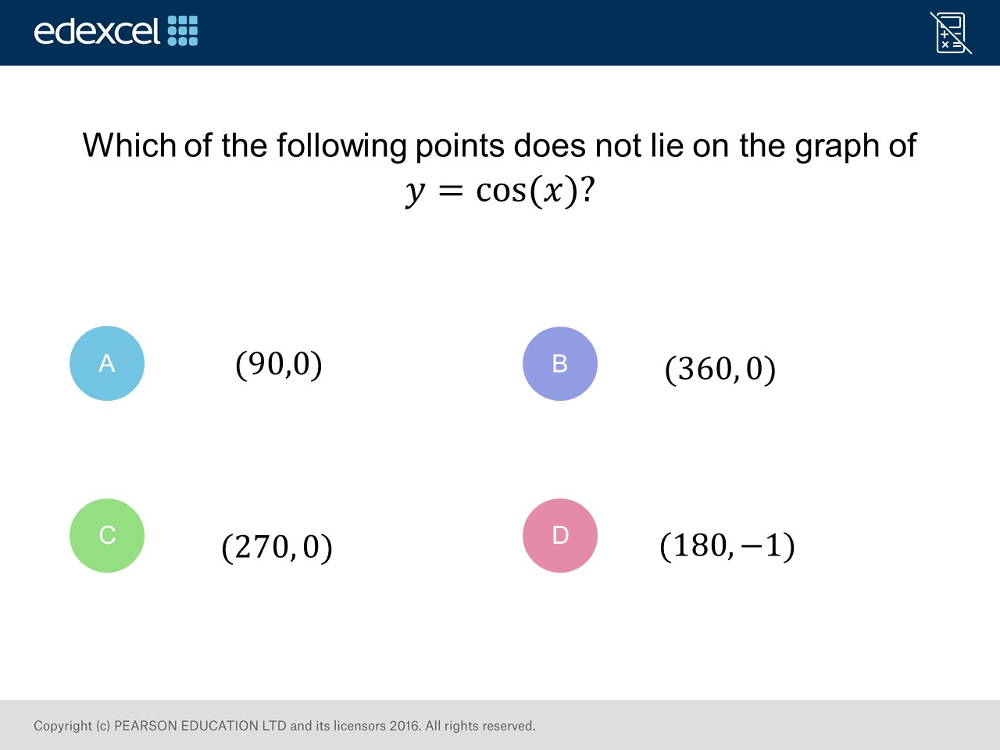 edexcel
Which of the following points does not lie on the graph of
y = cos(x)?
A
(90,0)
B
(360, 0)
C
(270, 0)
D
(180, −1)
Copyright (c) PEARSON EDUCATION LTD and its licensors 2016. All rights reserved.